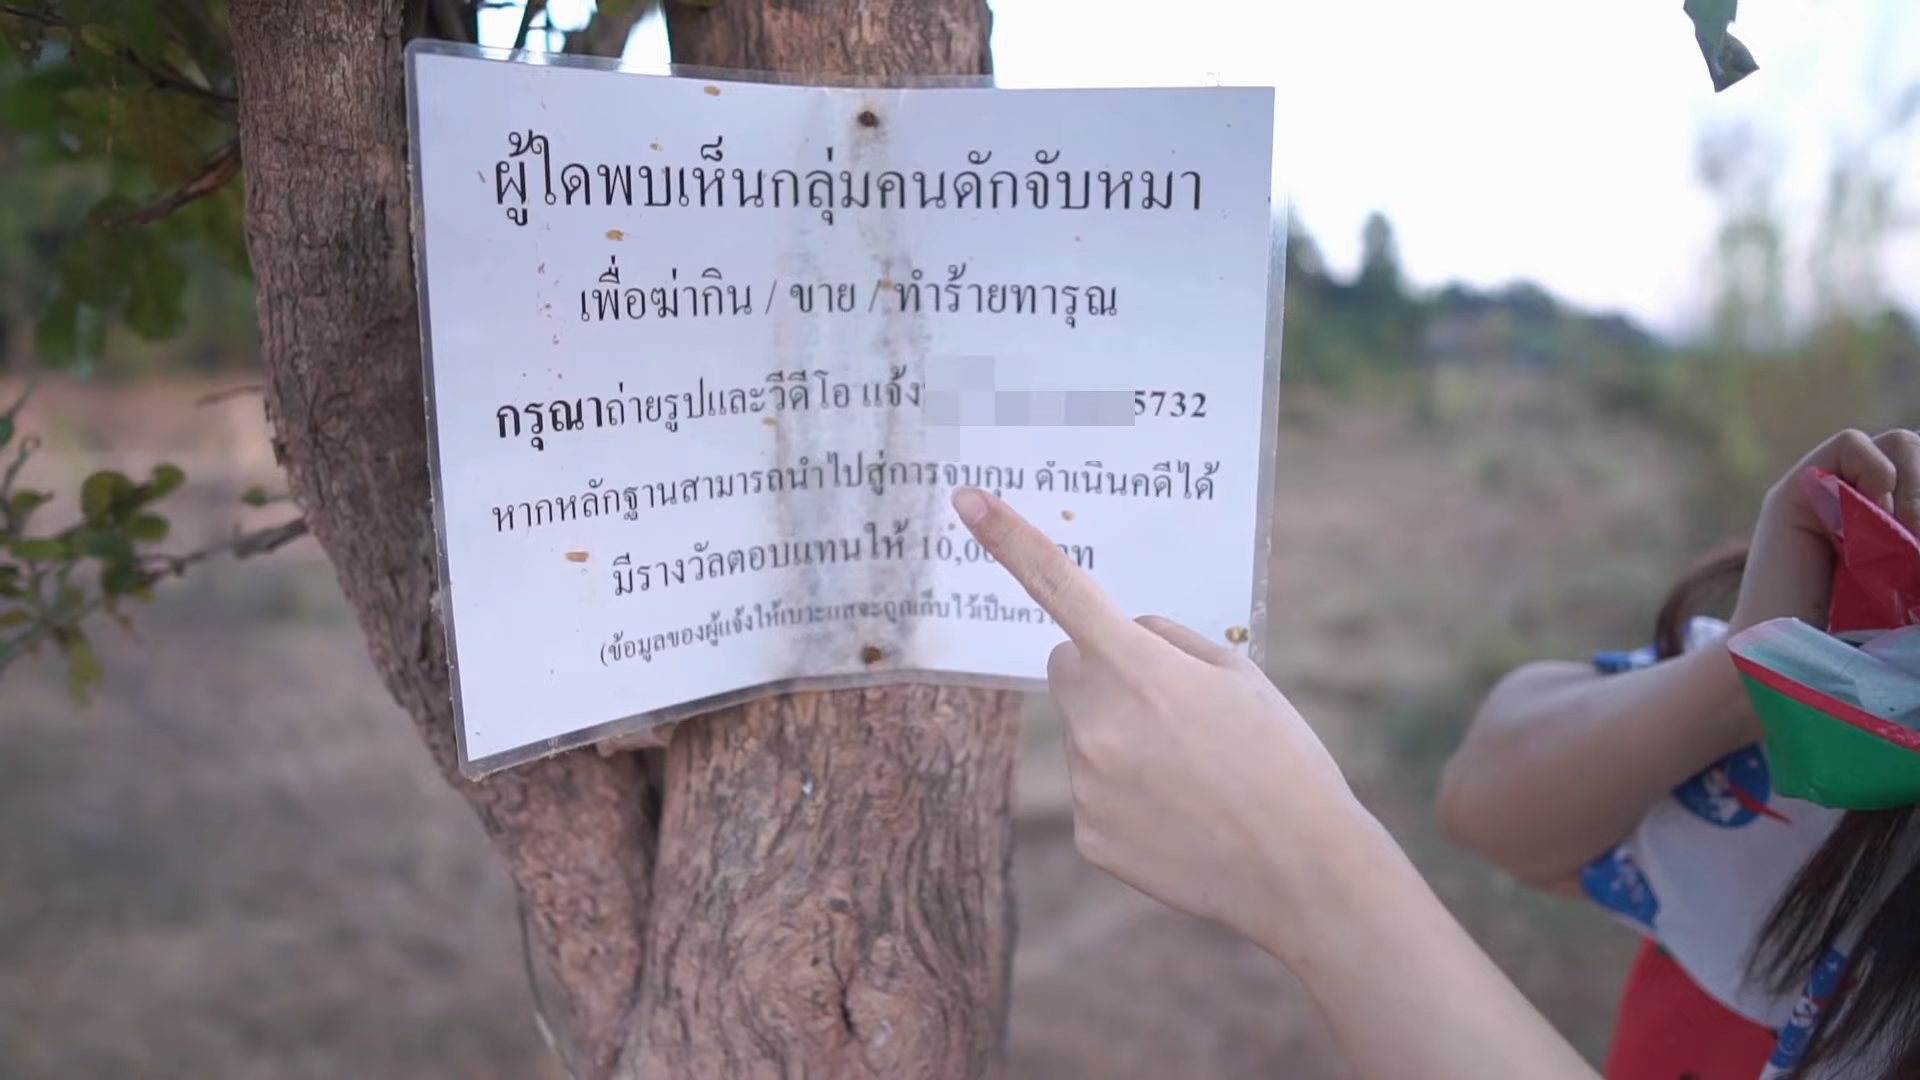 ผู้ใดพบเห็นกลุ่มคนดักจับหมา
เพื่อฆ่ากิน / ขาย / ทำร้ายทารุณ
กรุณาถ่ายรูปและวีดีโอ แจ้ง 5732
หากหลักฐานสามารถนำไปสู่การจับกุม ดำเนินคดีได้
มีรางวัลตอบแทนให้
(ข้อมูลของผู้แจ้งให้เบาะแสจะถูกเก็บไว้เป็น